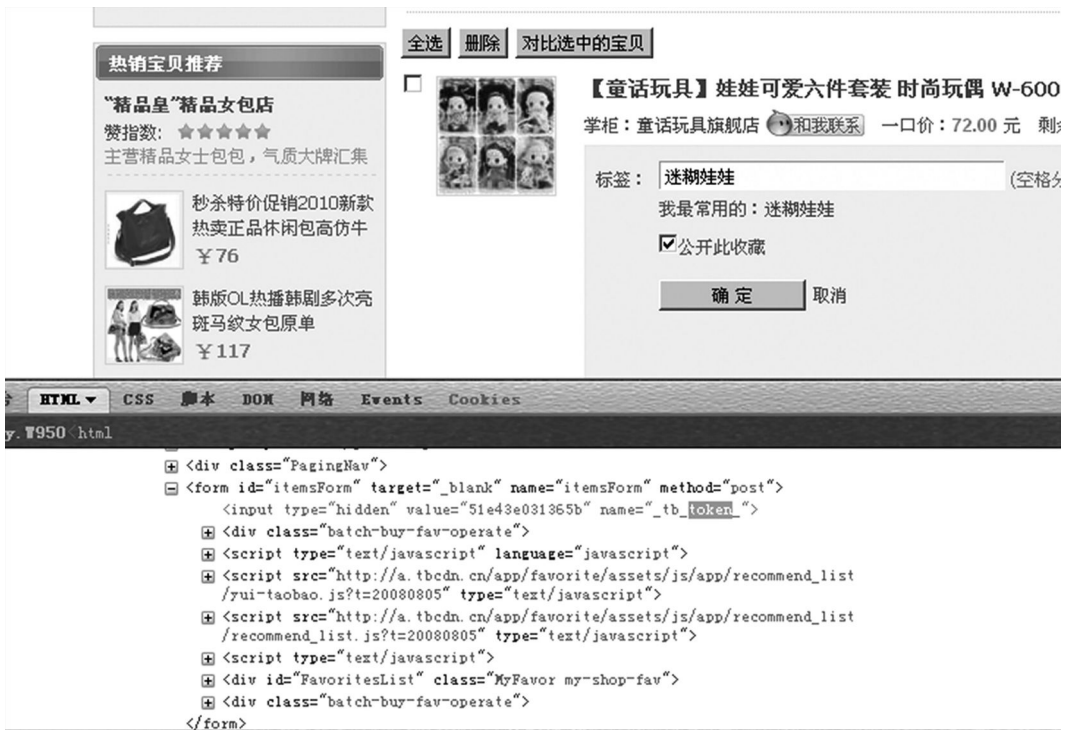 全选 删除 对比选中的宝贝
热销宝贝推荐
“精品皇”精品女包店
赞指数:
主营精品女士包包，气质大牌汇集
秒杀特价促销2010新款
热卖正品休闲包高仿牛
￥76
韩版OL热播韩剧多次亮
斑马纹女包原单
￥117
【童话玩具】娃娃可爱六件套装 时尚玩偶 W-600
掌柜：童话玩具旗舰店 和我联系 一口价：72.00 元
标签： 迷糊娃娃 (空格
我最常用的：迷糊娃娃
公开此收藏
确 定 取消
HTML CSS 脚本 DOM 网络 Events Cookies
y.W950 < html
<div class="PagingNav">
<form id="itemsForm" target="_blank" name="itemsForm" method="post">
<input type="hidden" value="51e43e031365b" name="_tb_token_">
<div class="batch-buy-fav-operate">
<script type="text/javascript" language="javascript">
<script src="http://a.tbcdn.cn/app/favorite/assets/js/app/recommend_list
/yui-taobao.js?t=20080805" type="text/javascript">
<script src="http://a.tbcdn.cn/app/favorite/assets/js/app/recommend_list
/recommend_list.js?t=20080805" type="text/javascript">
<script type="text/javascript">
<div id="FavoritesList" class="MyFavor my-shop-fav">
<div class="batch-buy-fav-operate">
</form>